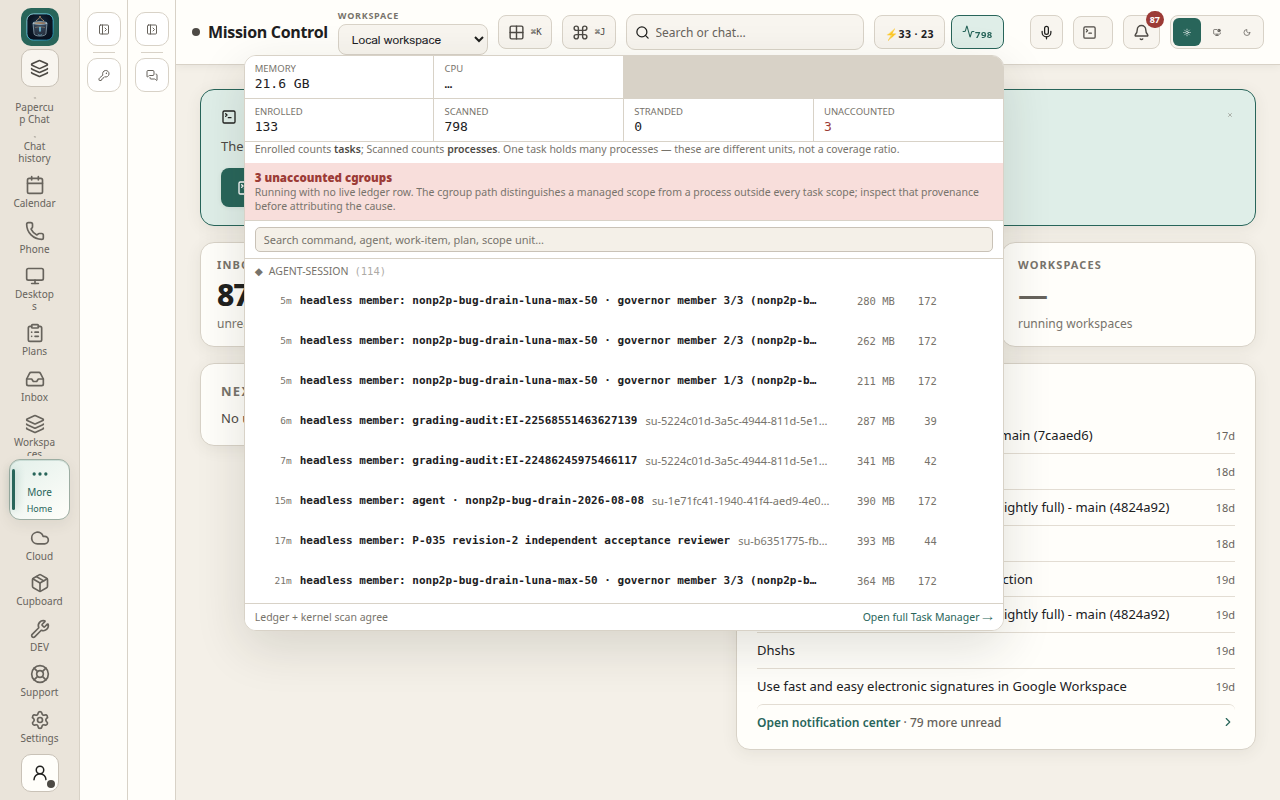 Papercu
p Chat
Chat
history
Calendar
Phone
Desktop
s
Plans
Inbox
Workspa
ces
More
Home
Cloud
Cupboard
DEV
Support
Settings
Mission Control
WORKSPACE
Local workspace
⌘K
⌘J
Search or chat...
⚡33 · 23
798
87
MEMORY
21.6 GB
CPU
…
ENROLLED
133
SCANNED
798
STRANDED
0
UNACCOUNTED
3
Enrolled counts tasks; Scanned counts processes. One task holds many processes — these are different units, not a coverage ratio.
3 unaccounted cgroups
Running with no live ledger row. The cgroup path distinguishes a managed scope from a process outside every task scope; inspect that provenance
before attributing the cause.
Search command, agent, work-item, plan, scope unit...
◆ AGENT-SESSION (114)
5m headless member: nonp2p-bug-drain-luna-max-50 · governor member 3/3 (nonp2p-b… 280 MB 172
5m headless member: nonp2p-bug-drain-luna-max-50 · governor member 2/3 (nonp2p-b… 262 MB 172
5m headless member: nonp2p-bug-drain-luna-max-50 · governor member 1/3 (nonp2p-b… 211 MB 172
6m headless member: grading-audit:EI-22568551463627139 su-5224c01d-3a5c-4944-811d-5e1... 287 MB 39
7m headless member: grading-audit:EI-22486245975466117 su-5224c01d-3a5c-4944-811d-5e1... 341 MB 42
15m headless member: agent · nonp2p-bug-drain-2026-08-08 su-1e71fc41-1940-41f4-aed9-4e0... 390 MB 172
17m headless member: P-035 revision-2 independent acceptance reviewer su-b6351775-fb... 393 MB 44
21m headless member: nonp2p-bug-drain-luna-max-50 · governor member 3/3 (nonp2p-b… 364 MB 172
Ledger + kernel scan agree
Open full Task Manager →
The
INBO
87
unre
NEX
No u
WORKSPACES
—
running workspaces
main (7caaed6) 17d
18d
ightly full) - main (4824a92) 18d
18d
ction 19d
ightly full) - main (4824a92) 19d
Dhshs 19d
Use fast and easy electronic signatures in Google Workspace 19d
Open notification center · 79 more unread